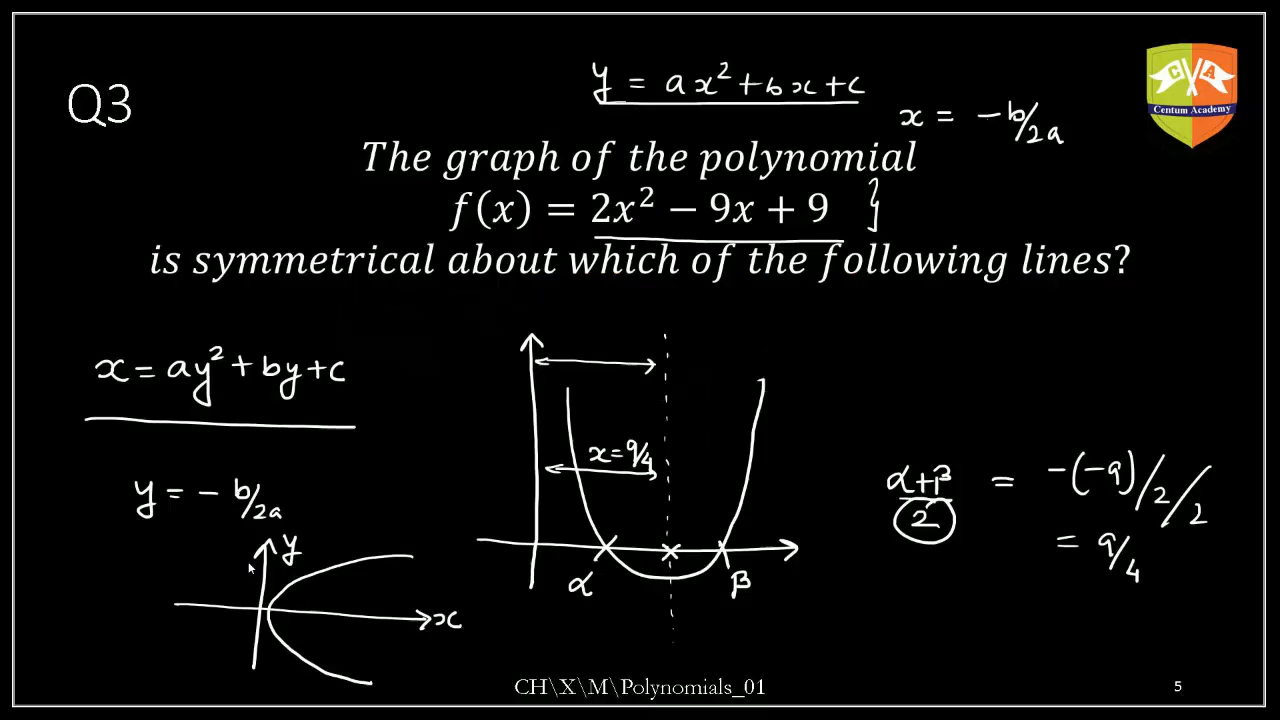 Q3
y = ax² + bx + c
x = -b/2a
C A
Centum Academy
The graph of the polynomial
f(x) = 2x² − 9x + 9 }
is symmetrical about which of the following lines?
x = ay² + by + c
y = -b/2a
y
x
x = 9/4
α
β
α+β/2 = -(-9)/2/2
= 9/4
CH\X\M\Polynomials_01
5